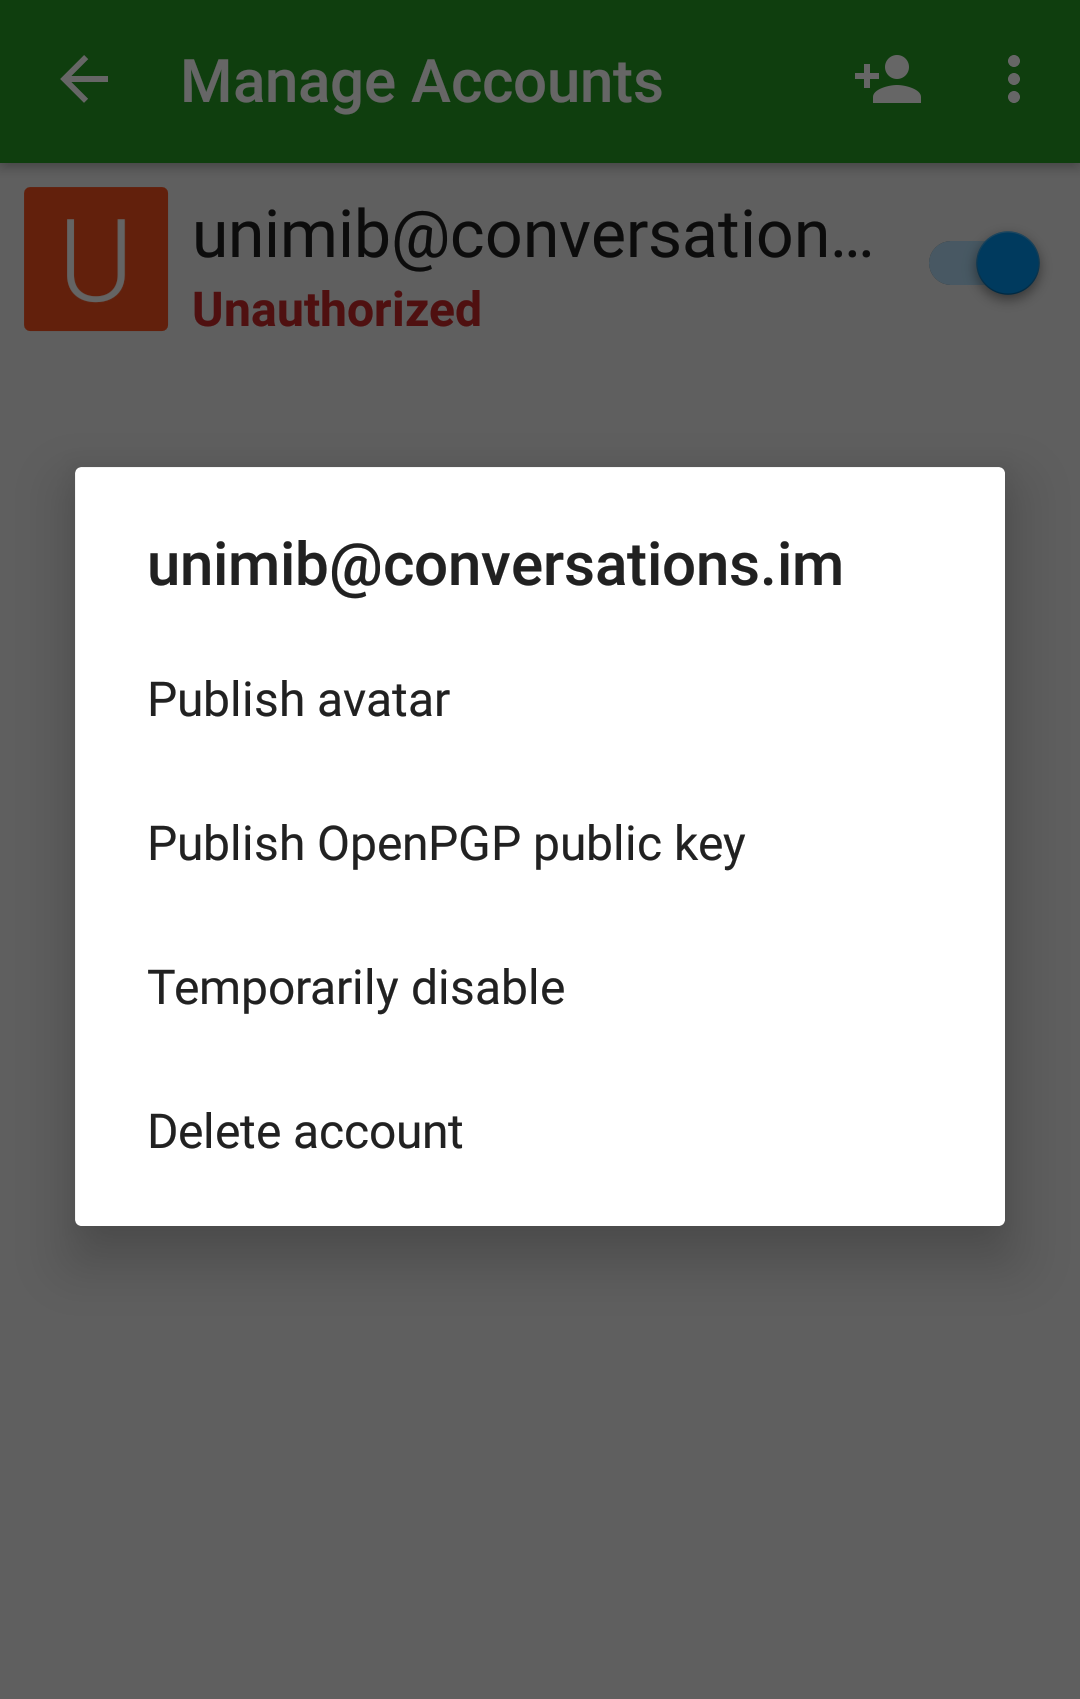 Manage Accounts
U
unimib@conversation...
Unauthorized
unimib@conversations.im
Publish avatar
Publish OpenPGP public key
Temporarily disable
Delete account